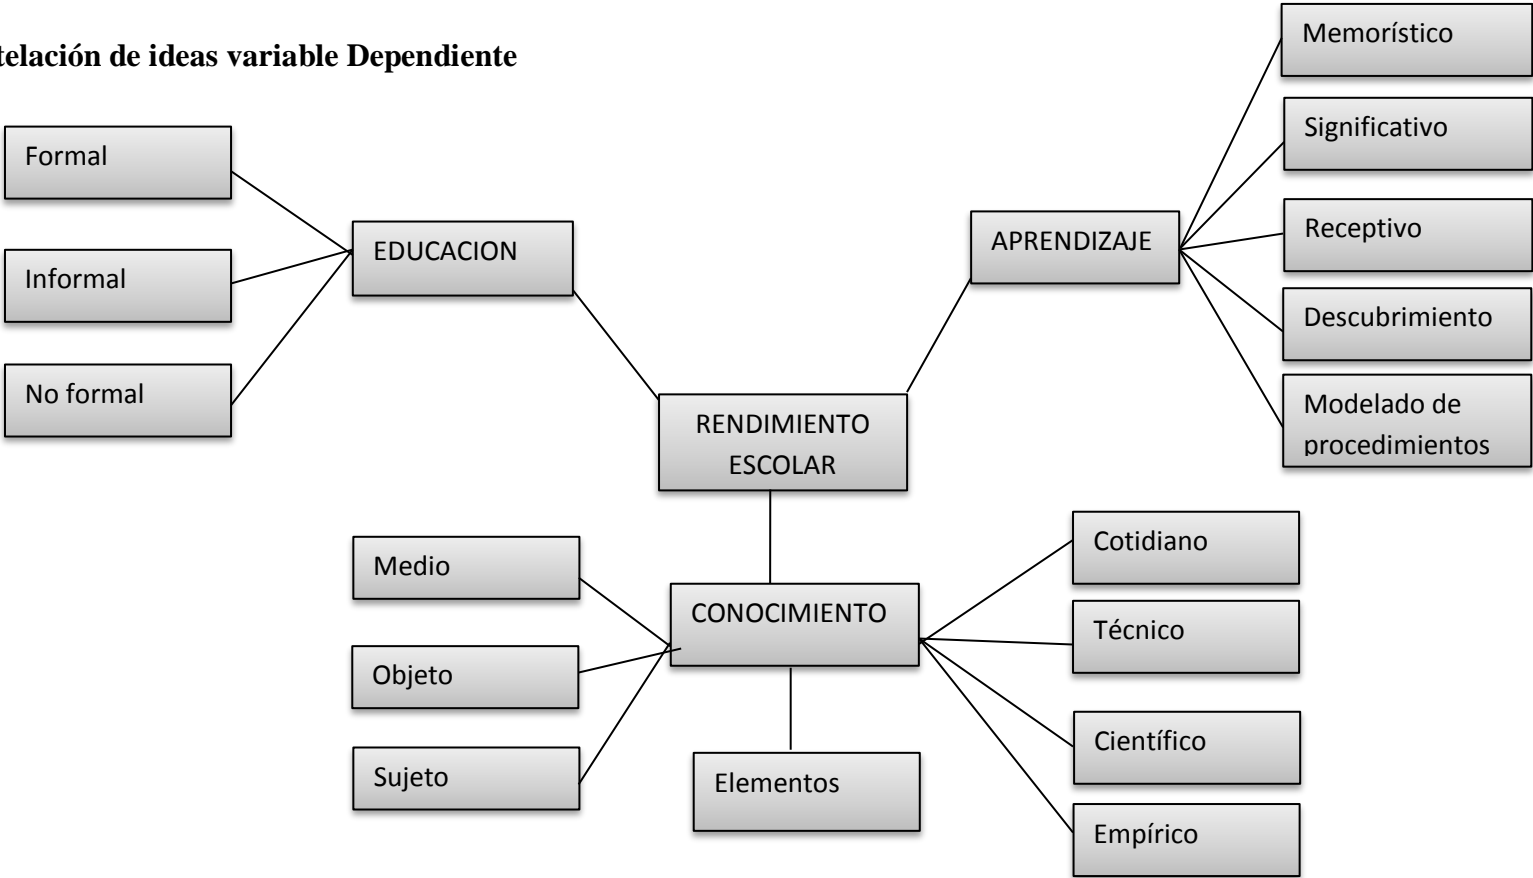 telación de ideas variable Dependiente
Formal
Informal
No formal
EDUCACION
APRENDIZAJE
Memorístico
Significativo
Receptivo
Descubrimiento
Modelado de
procedimientos
RENDIMIENTO
ESCOLAR
Medio
Objeto
Sujeto
CONOCIMIENTO
Elementos
Cotidiano
Técnico
Científico
Empírico